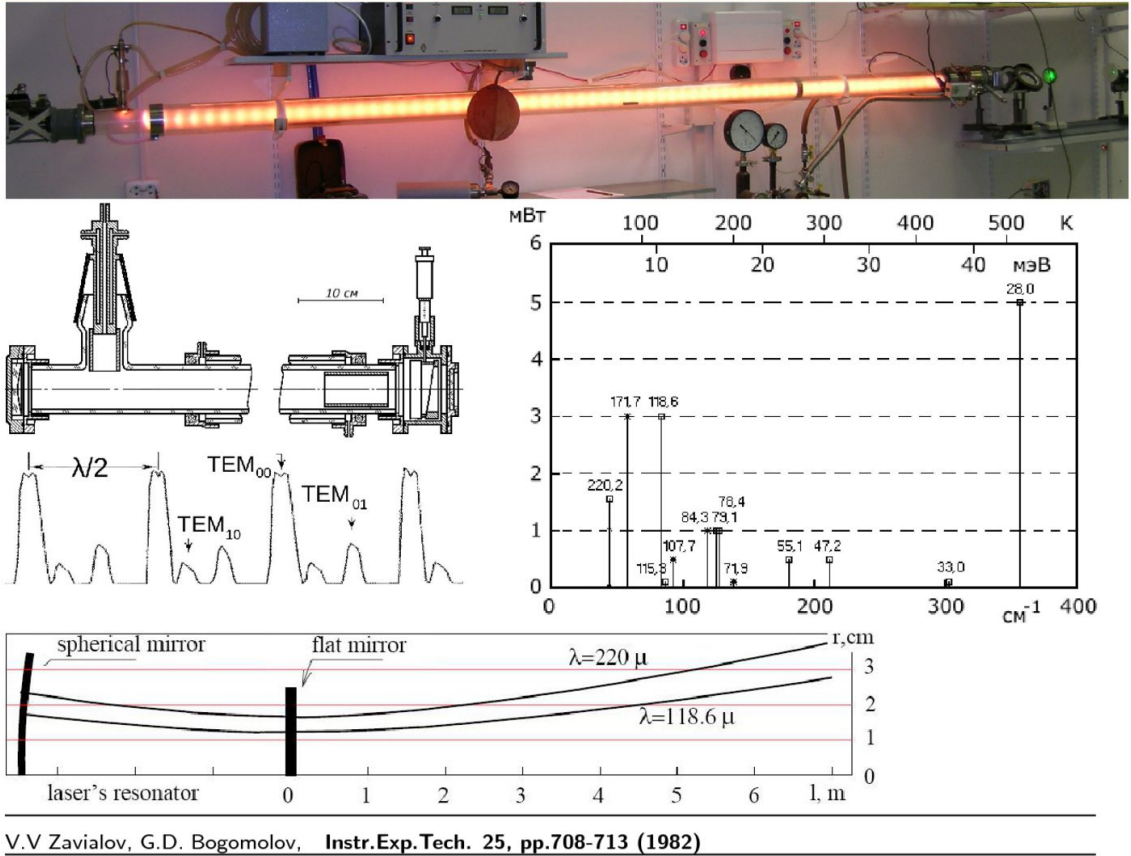 мВт
100 200 300 400 500 K
10 20 30 40 мэВ
6
5
4
3
2
1
0
28,0
171,7 118,6
220,2
78,4
84,3 79,1
107,7
115,3
71,9
55,1 47,2
33,0
0 100 200 300 400
см⁻¹
10 см
λ/2
TEM₀₀
TEM₀₁
TEM₁₀
spherical mirror
flat mirror
r,cm
λ=220 μ
3
2
λ=118.6 μ
1
0
laser's resonator 0 1 2 3 4 5 6 l, m
V.V Zavialov, G.D. Bogomolov, Instr.Exp.Tech. 25, pp.708-713 (1982)